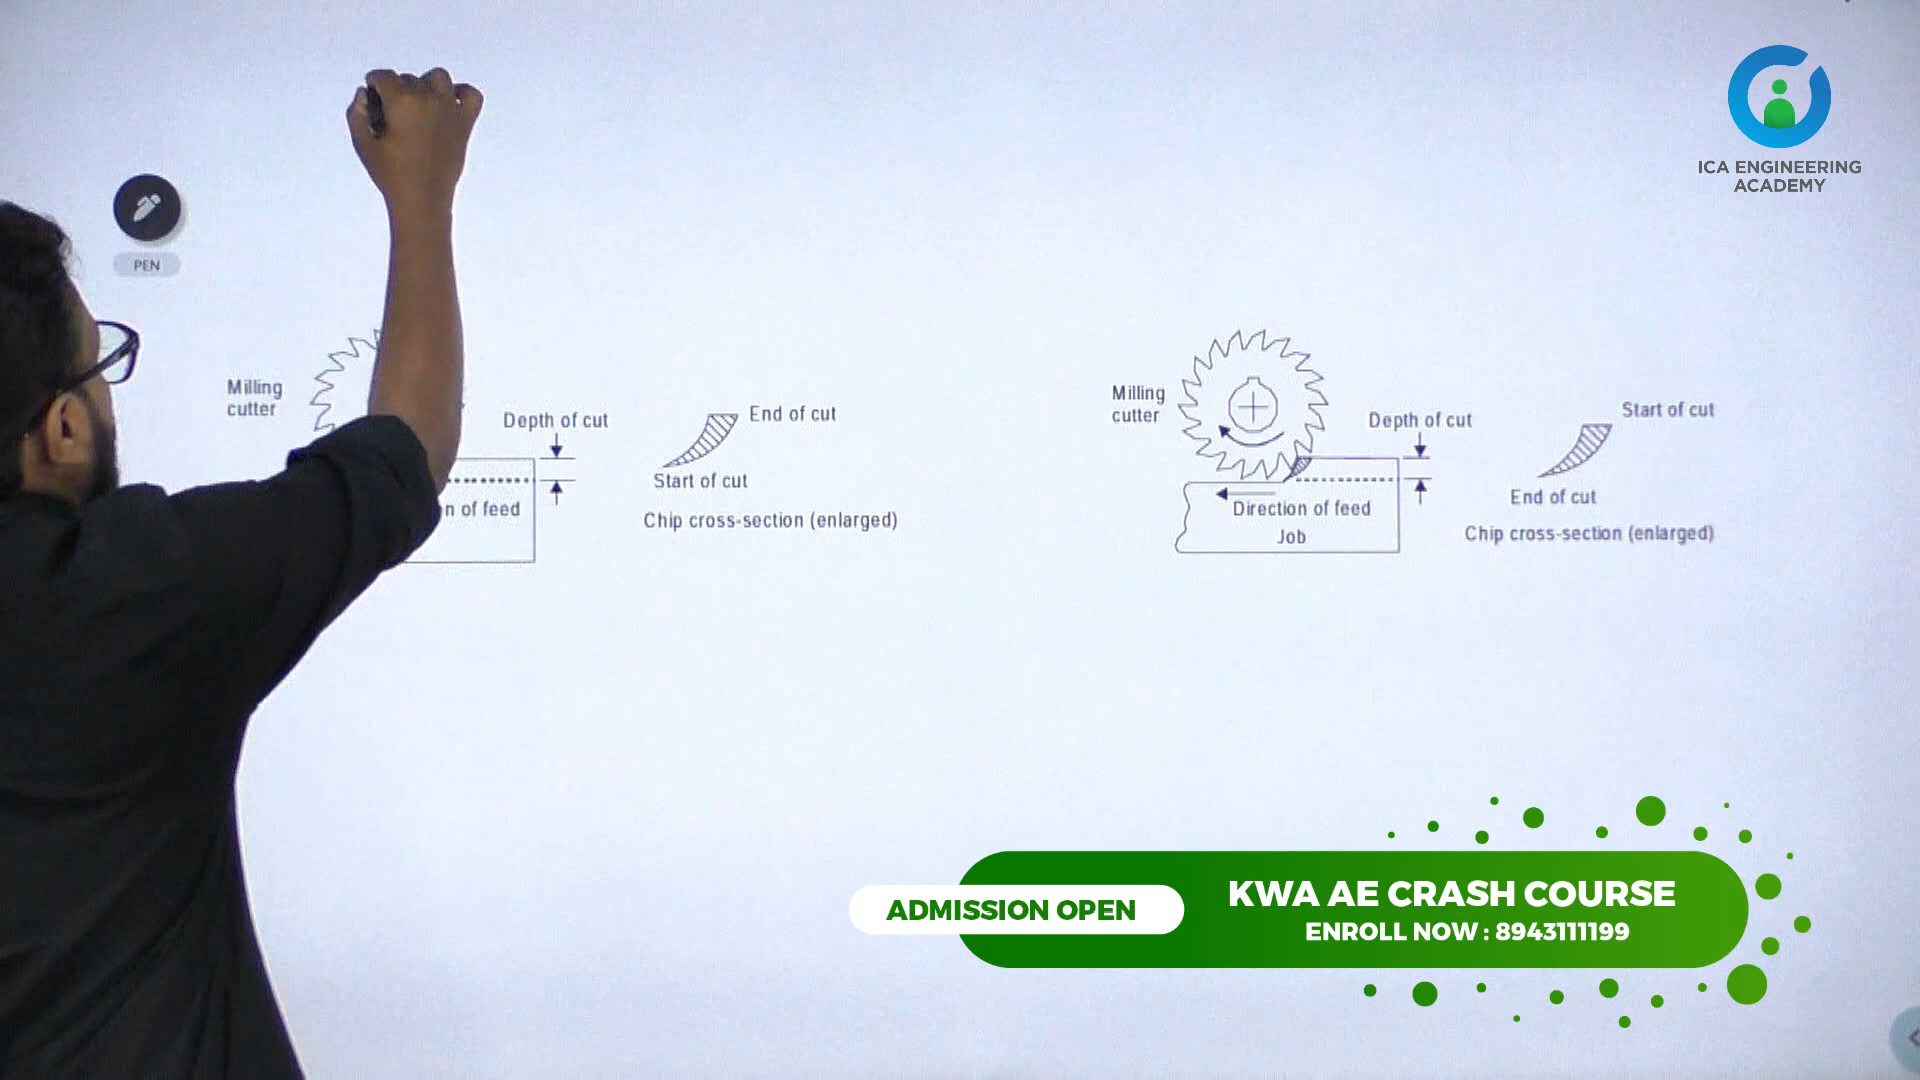 ICA ENGINEERING
ACADEMY
PEN
Milling
cutter
Depth of cut
End of cut
Start of cut
n of feed
Chip cross-section (enlarged)
Milling
cutter
Depth of cut
Start of cut
End of cut
Direction of feed
Job
Chip cross-section (enlarged)
ADMISSION OPEN
KWA AE CRASH COURSE
ENROLL NOW : 8943111199